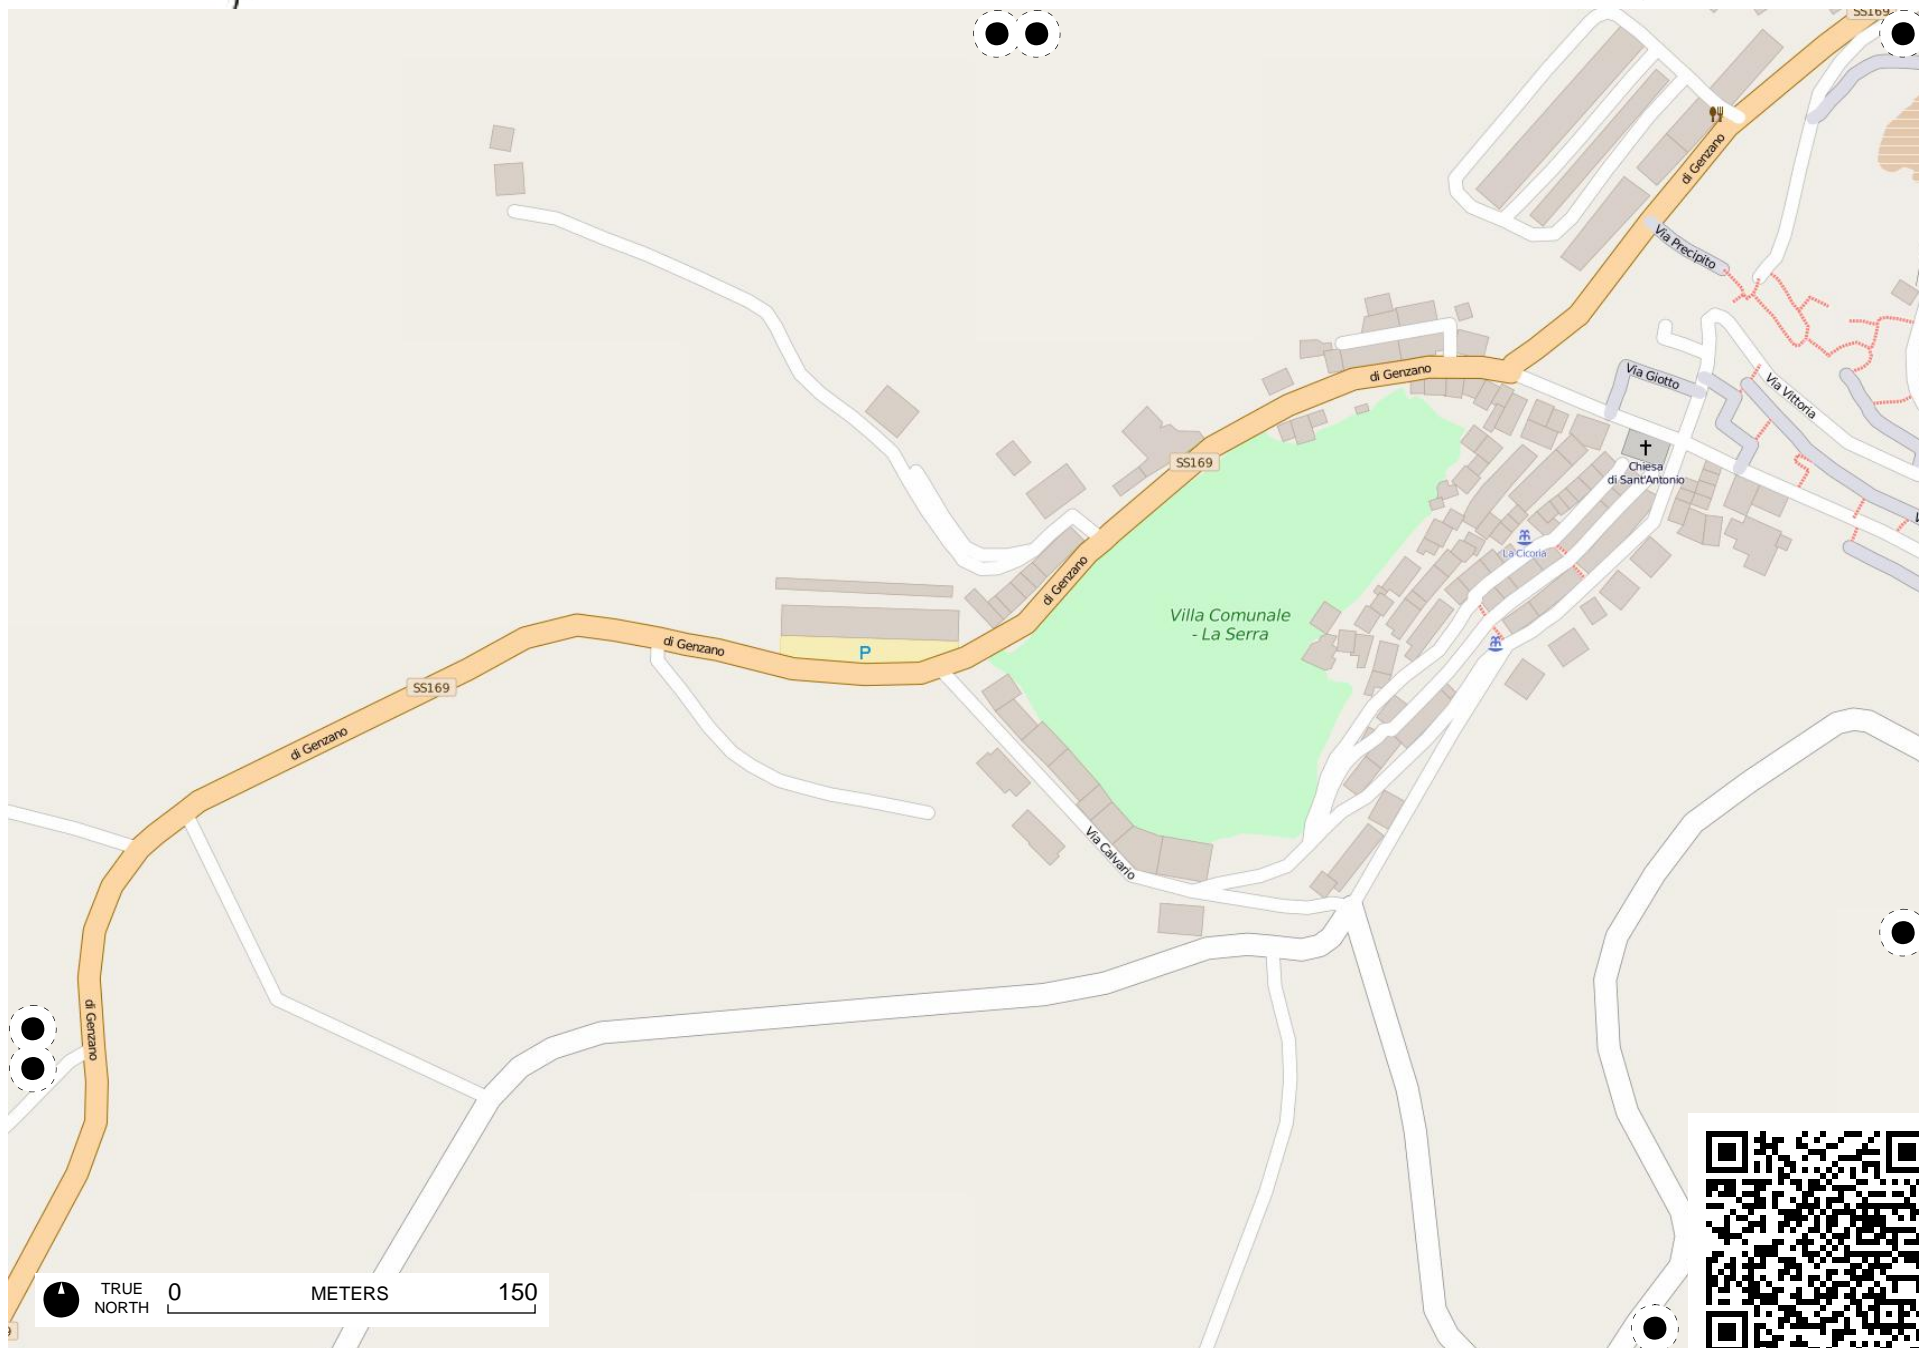 SS169
di Genzano
Via Precipito
di Genzano
Via Giotto
Via Vittoria
SS169
Chiesa
di Sant'Antonio
La Cicoria
di Genzano
Villa Comunale
- La Serra
di Genzano
P
SS169
di Genzano
Via Calvario
di Genzano
TRUE
NORTH
0
METERS
150